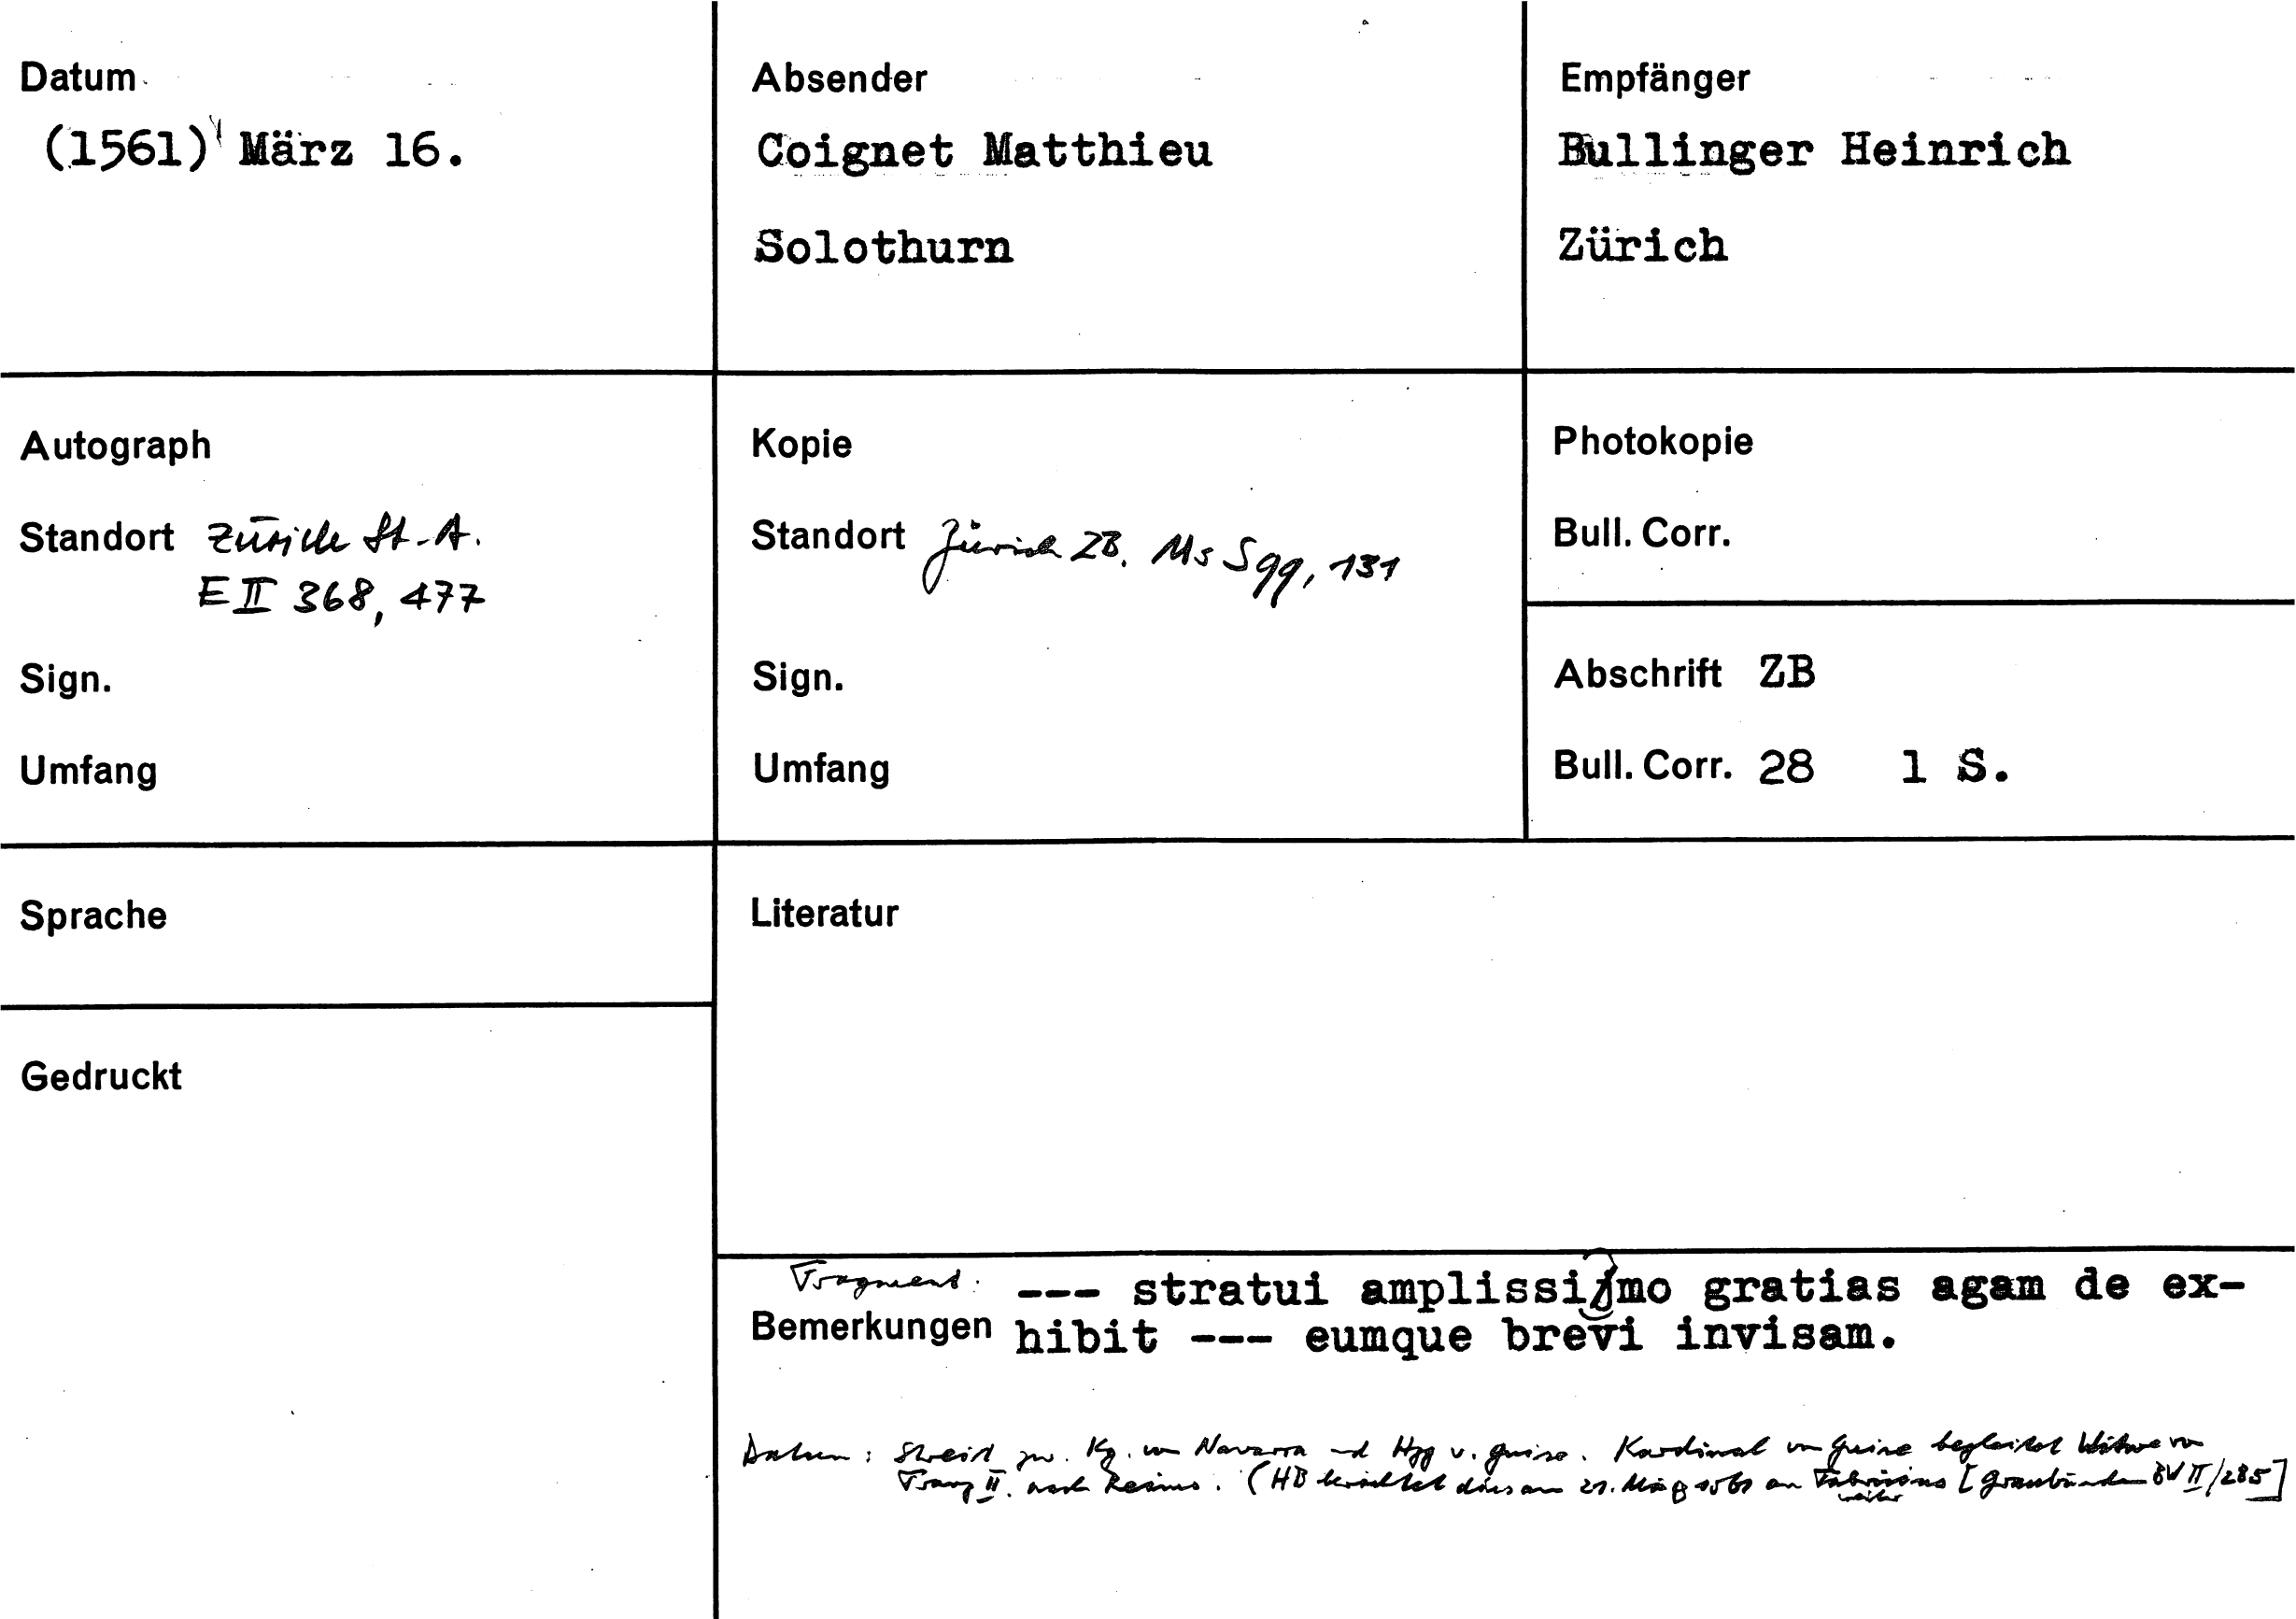 Datum
(1561) März 16.
Absender
Coignet Matthieu
Solothurn
Empfänger
Bullinger Heinrich
Zürich
Autograph
Standort Zürich St-A.
E II 368, 477
Sign.
Umfang
Kopie
Standort Zürich ZB. Ms S 99, 131
Sign.
Umfang
Photokopie
Bull. Corr.
Abschrift ZB
Bull. Corr. 28 1 S.
Sprache
Literatur
Gedruckt
Fragment: --- stratui amplissimo gratias agam de ex-
Bemerkungen hibit --- eumque brevi invisam.
Datum: Streit zw. Kg. von Navarra und Hzg v. Guise. Kardinal von Guise begleitet Witwe von
Franz II. nach Reims. (HB berichtet dies am 21. März 1561 an Fabricius weiter [Graubünden BW II/285]